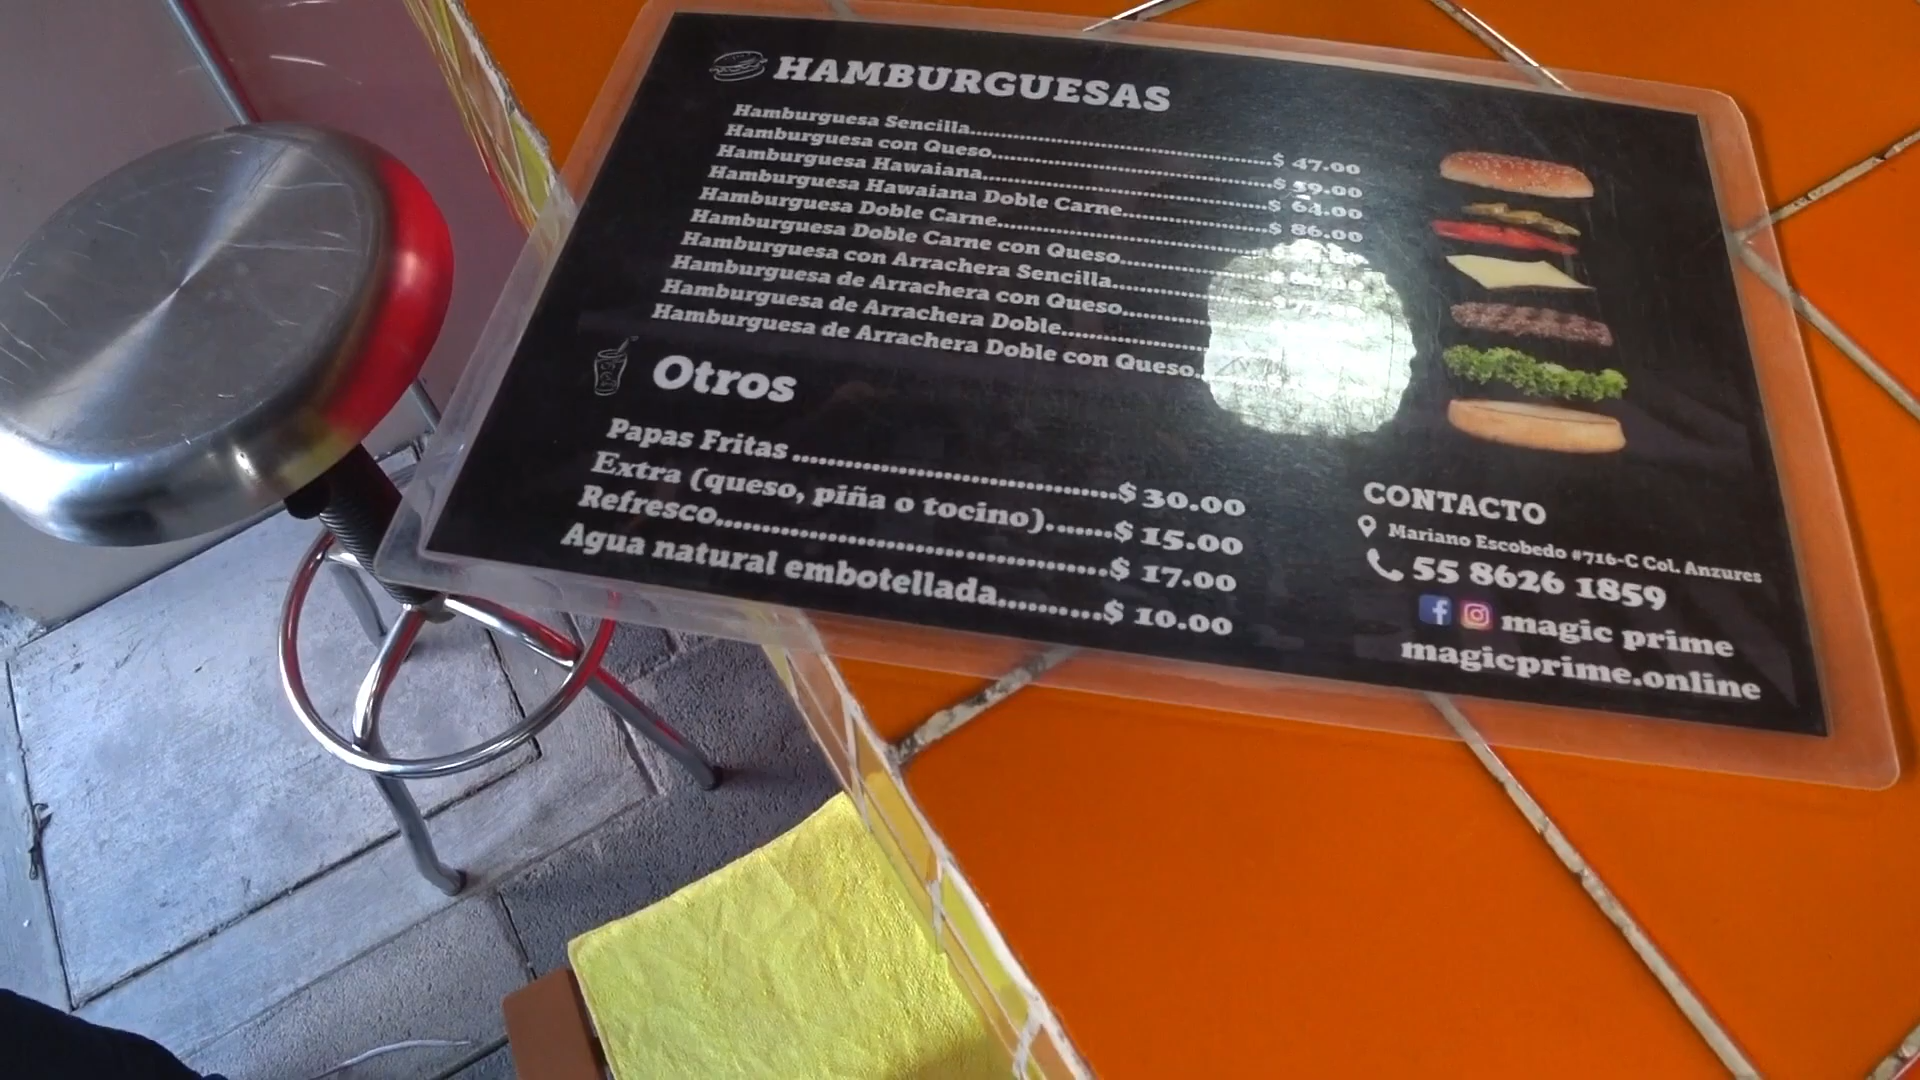 HAMBURGUESAS
Hamburguesa Sencilla........$ 47.00
Hamburguesa con Queso........$ 59.00
Hamburguesa Hawaiana........$ 64.00
Hamburguesa Hawaiana Doble Carne........$ 86.00
Hamburguesa Doble Carne........
Hamburguesa Doble Carne con Queso........
Hamburguesa con Arrachera Sencilla........
Hamburguesa de Arrachera con Queso........
Hamburguesa de Arrachera Doble........
Hamburguesa de Arrachera Doble con Queso..
Otros
Papas Fritas ........$ 30.00
Extra (queso, piña o tocino).......$ 15.00
Refresco........$ 17.00
Agua natural embotellada..........$ 10.00
CONTACTO
Mariano Escobedo #716-C Col. Anzures
55 8626 1859
magic prime
magicprime.online